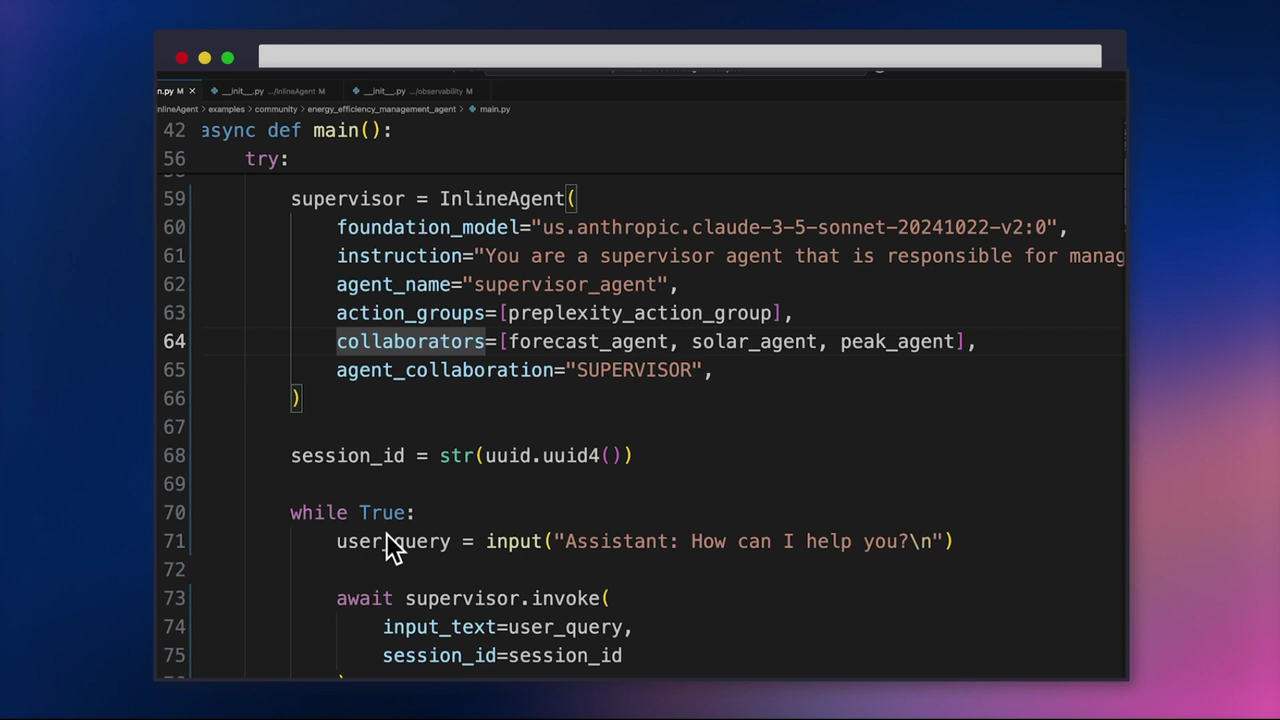 n.py M ×
__init__.py .../InlineAgent M
__init__.py .../observability M
nlineAgent > examples > community > energy_efficiency_management_agent > main.py
42 async def main():
56 try:
59 supervisor = InlineAgent(
60 foundation_model="us.anthropic.claude-3-5-sonnet-20241022-v2:0",
61 instruction="You are a supervisor agent that is responsible for manag
62 agent_name="supervisor_agent",
63 action_groups=[preplexity_action_group],
64 collaborators=[forecast_agent, solar_agent, peak_agent],
65 agent_collaboration="SUPERVISOR",
66 )
67
68 session_id = str(uuid.uuid4())
69
70 while True:
71 user_query = input("Assistant: How can I help you?\n")
72
73 await supervisor.invoke(
74 input_text=user_query,
75 session_id=session_id